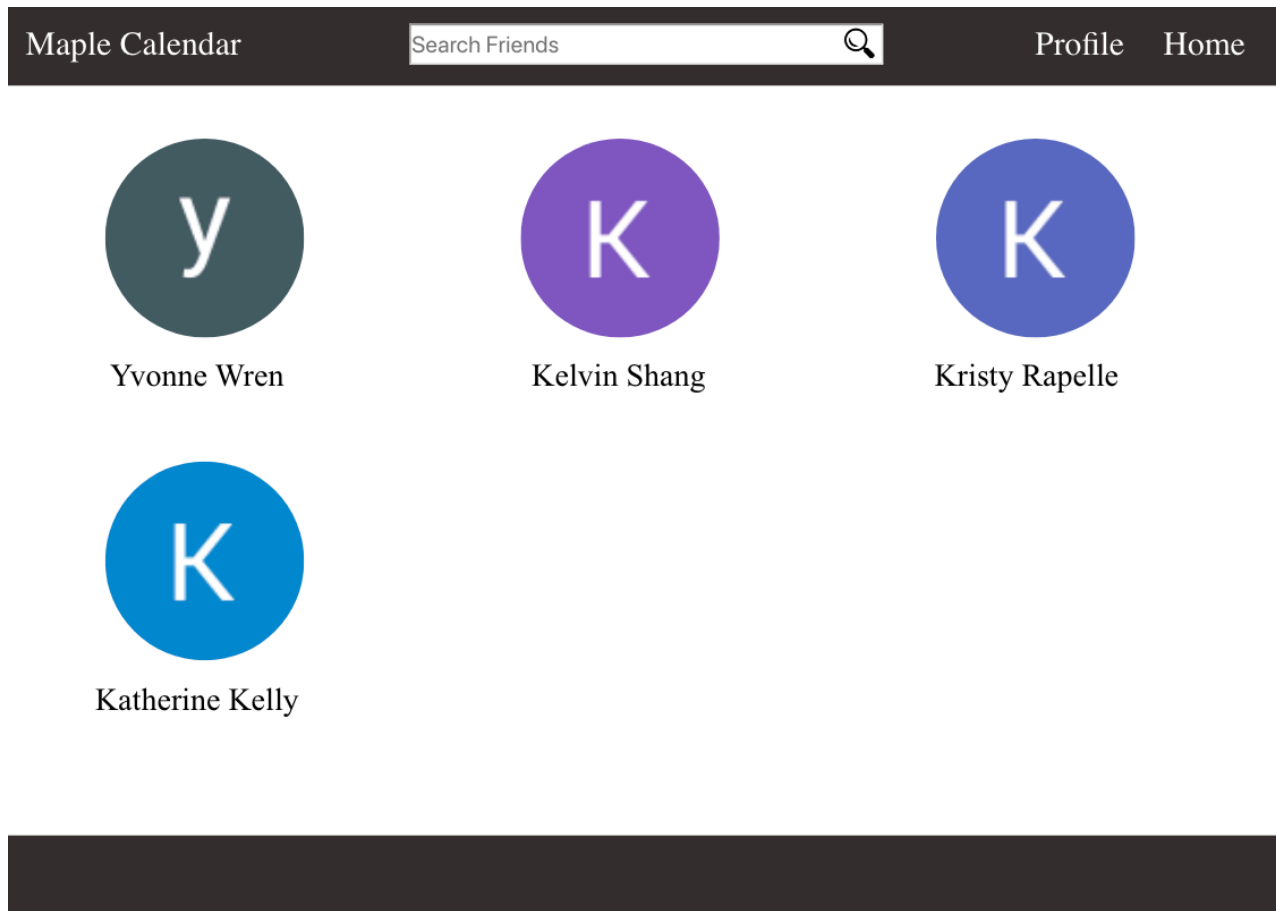 Maple Calendar
Search Friends
Profile
Home
y
K
K
Yvonne Wren
Kelvin Shang
Kristy Rapelle
K
Katherine Kelly